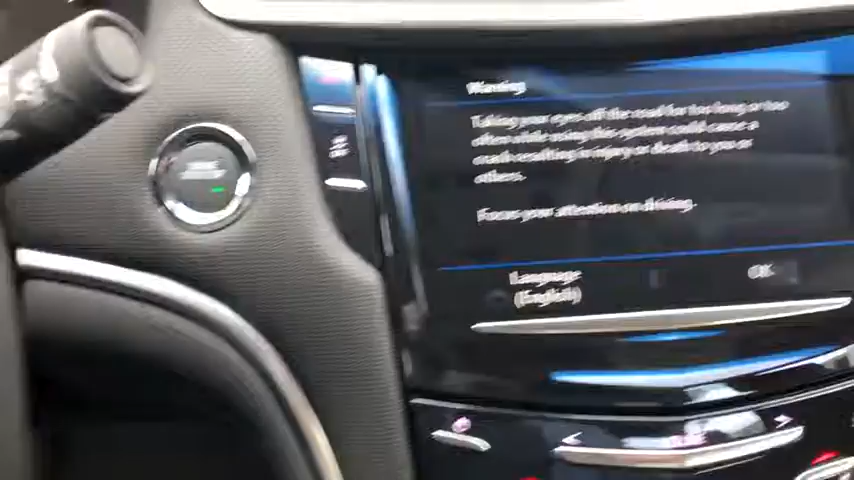 Warning
Taking your eyes off the road for too long or too
often while using this system could cause a
crash resulting in injury or death to you or
others.
Focus your attention on driving.
Language
(English)
OK